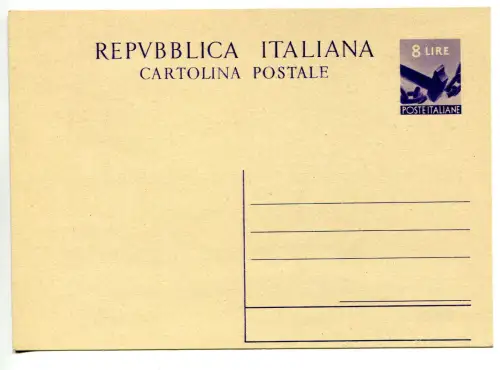 REPVBBLICA ITALIANA
CARTOLINA POSTALE
8 LIRE
POSTE ITALIANE